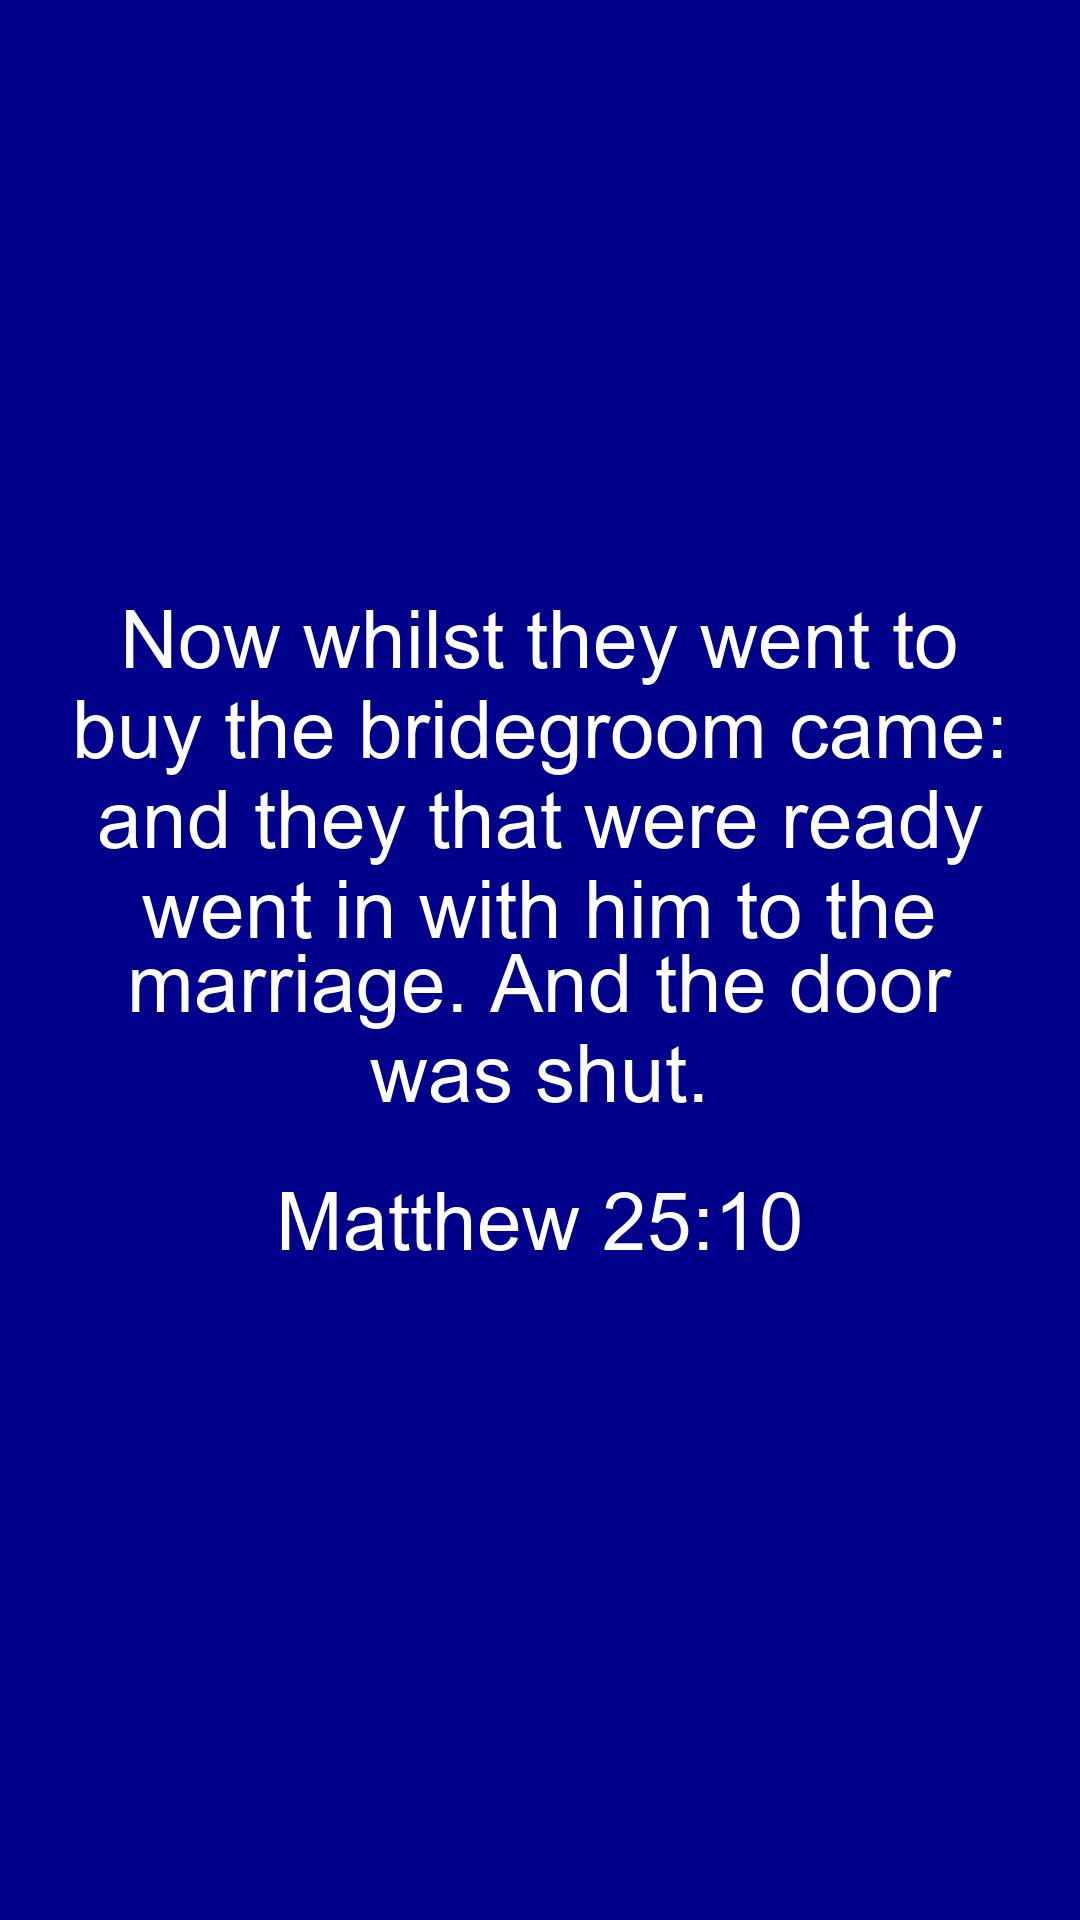 Now whilst they went to
buy the bridegroom came:
and they that were ready
went in with him to the
marriage. And the door
was shut.
Matthew 25:10